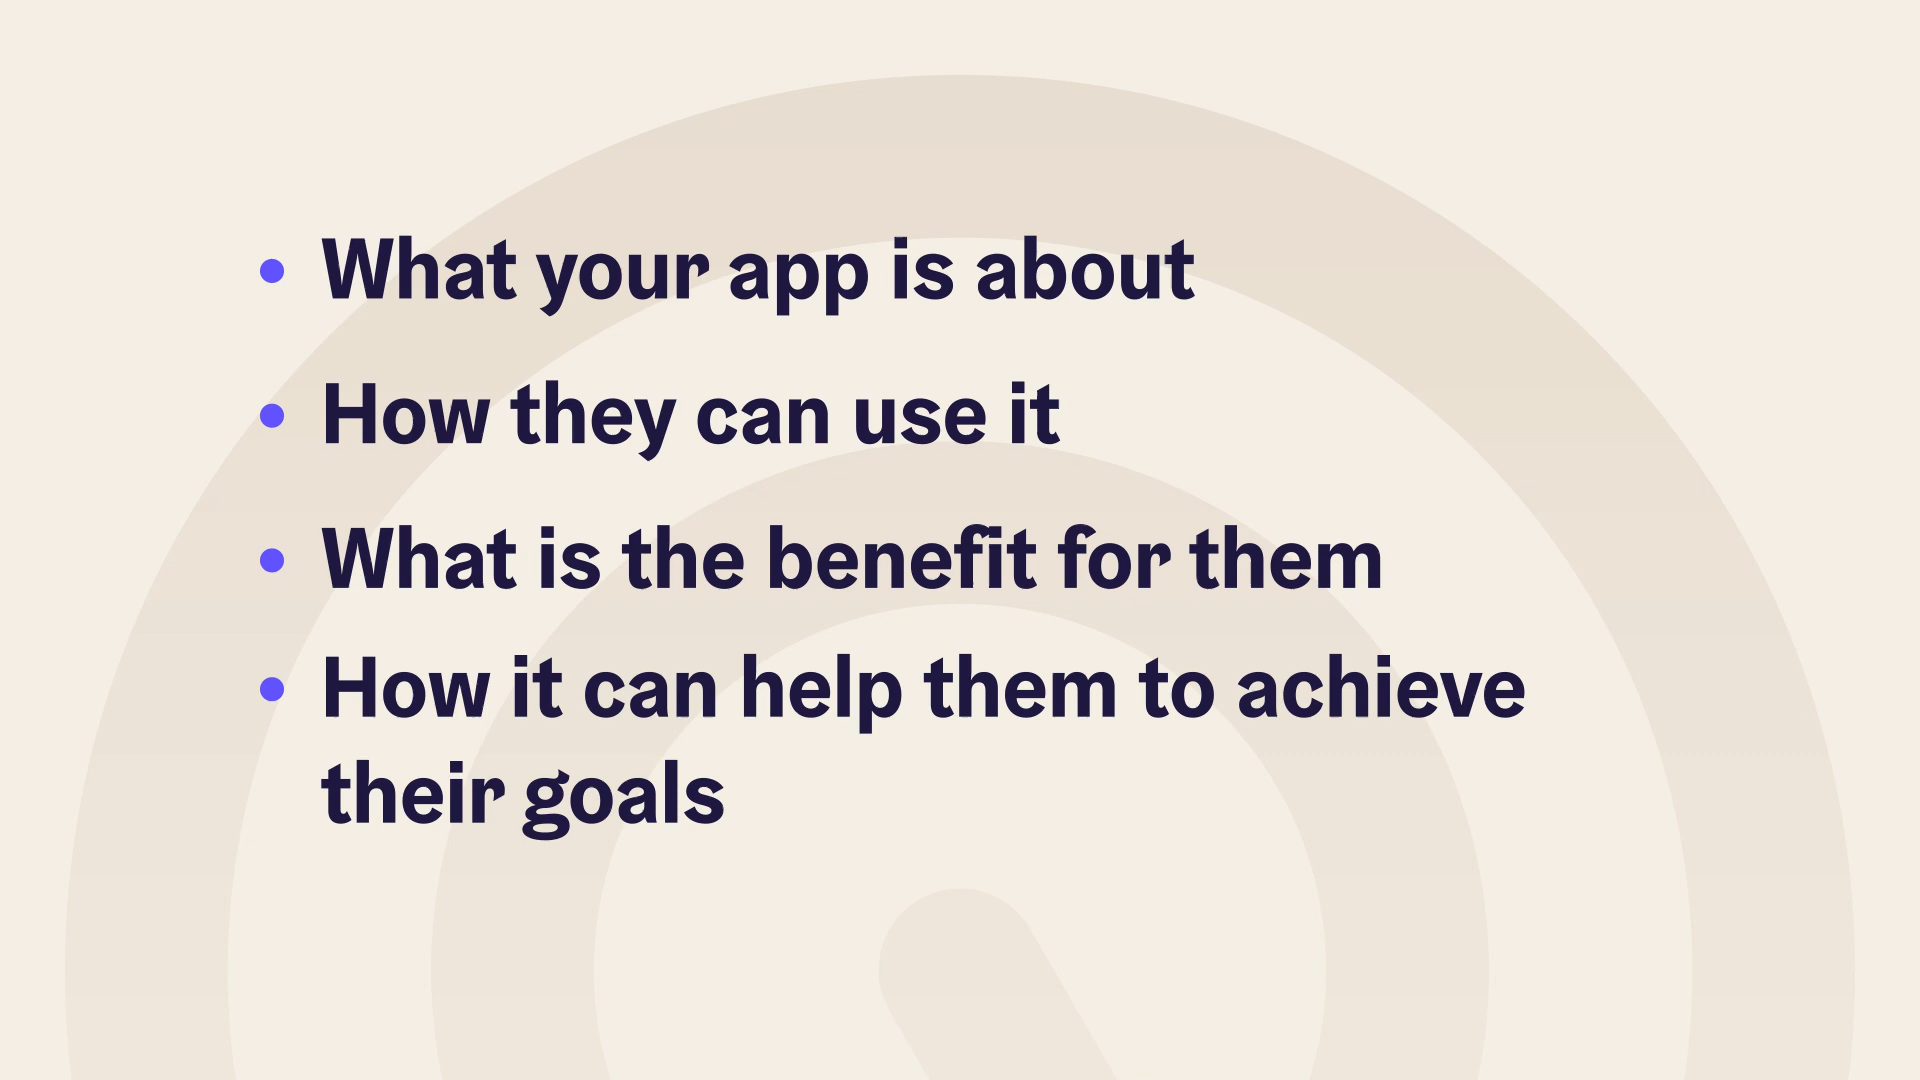 • What your app is about
• How they can use it
• What is the benefit for them
• How it can help them to achieve
their goals